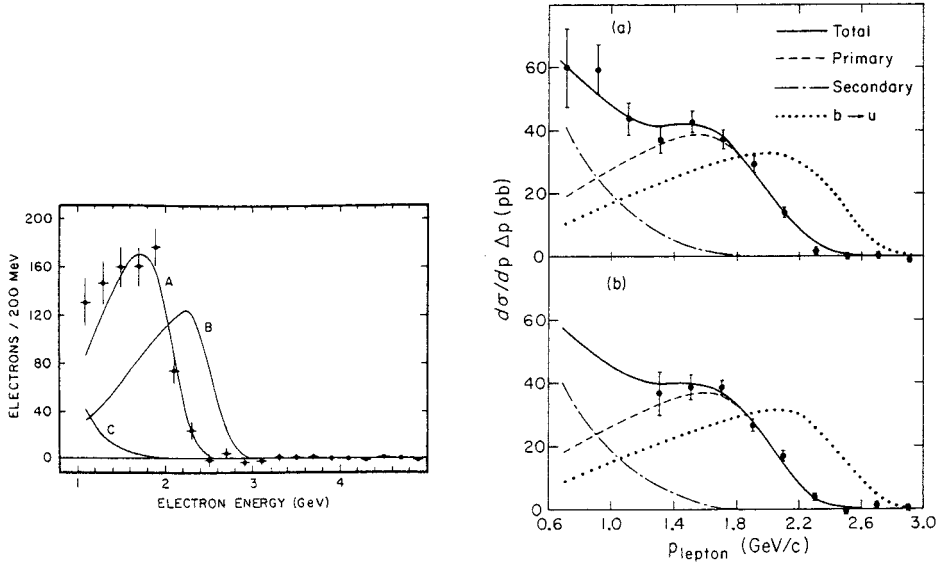 200
160
120
80
40
0
ELECTRONS / 200 MeV
A
B
C
1 2 3 4
ELECTRON ENERGY (GeV)
(a)
Total
Primary
Secondary
b → u
60
40
20
0
dσ/dp Δp (pb)
(b)
60
40
20
0
0.6 1.0 1.4 1.8 2.2 2.6 3.0
plepton (GeV/c)